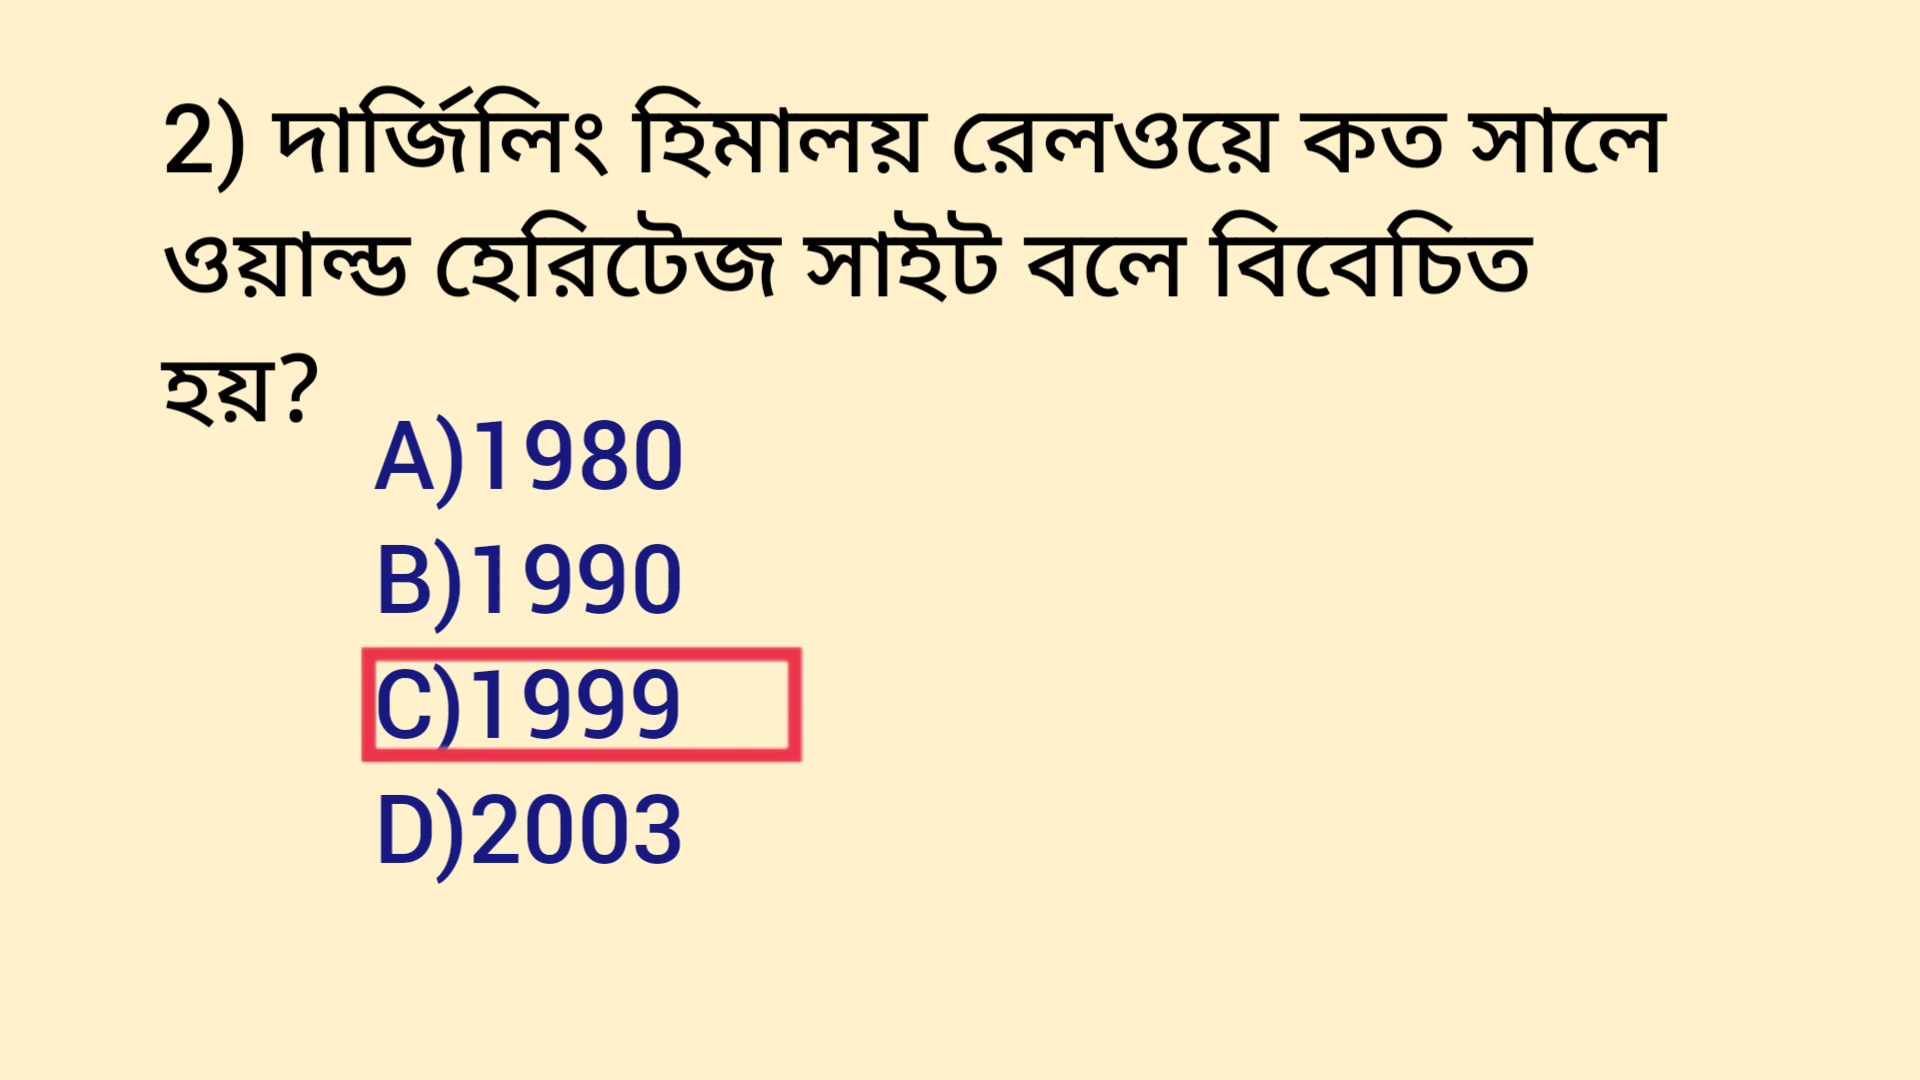 2) দার্জিলিং হিমালয় রেলওয়ে কত সালে
ওয়াল্ড হেরিটেজ সাইট বলে বিবেচিত
হয়?
A)1980
B)1990
C)1999
D)2003